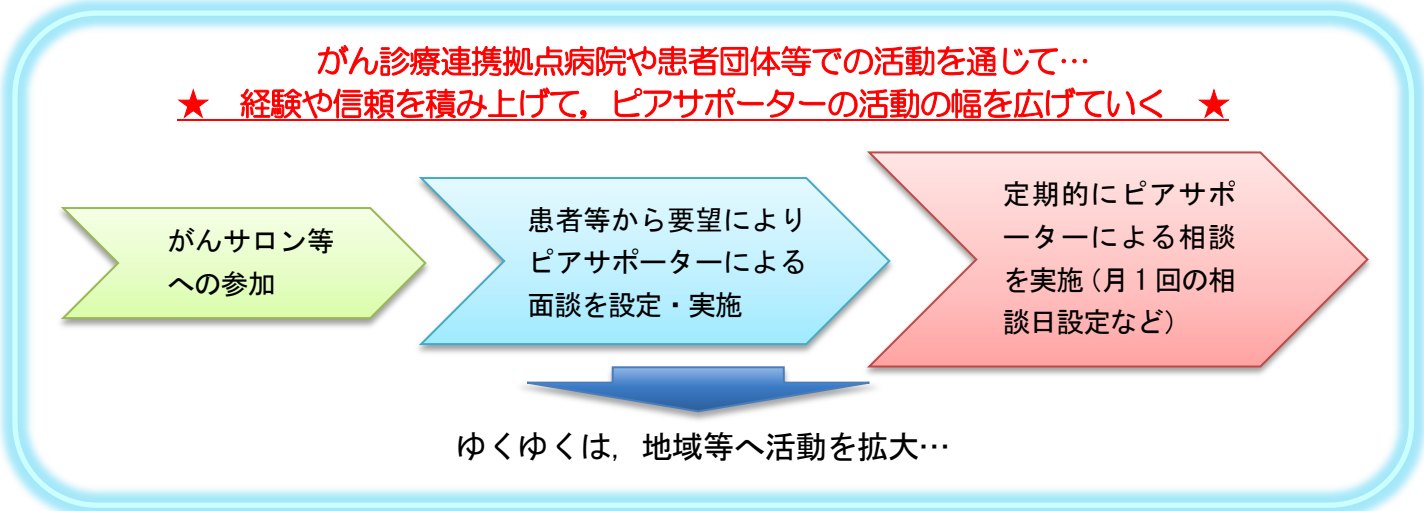 がん診療連携拠点病院や患者団体等での活動を通じて…
★　経験や信頼を積み上げて，ピアサポーターの活動の幅を広げていく　★
がんサロン等
への参加
患者等から要望により
ピアサポーターによる
面談を設定・実施
定期的にピアサポ
ーターによる相談
を実施（月１回の相
談日設定など）
ゆくゆくは，地域等へ活動を拡大…